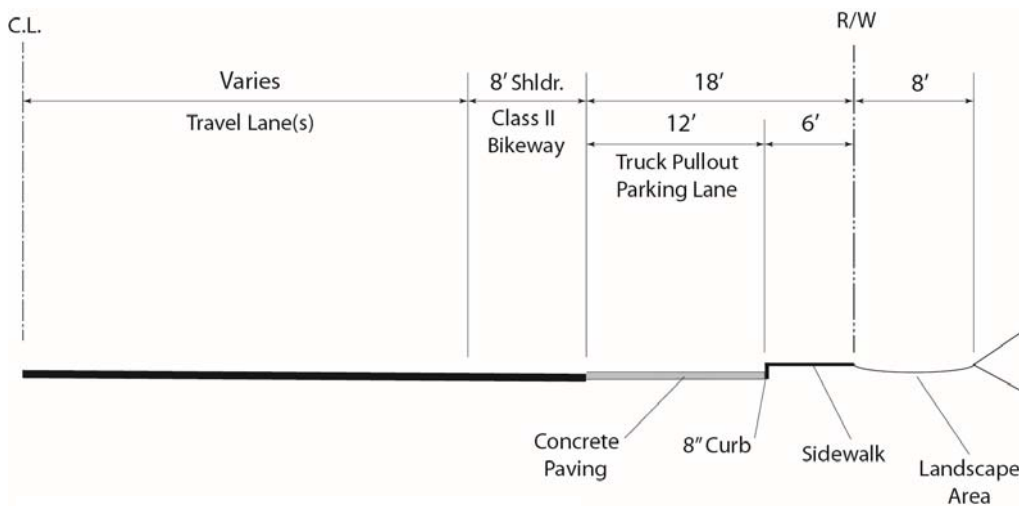 C.L.
R/W
Varies
8’ Shldr.
18’
8’
Travel Lane(s)
Class II
Bikeway
12’
6’
Truck Pullout
Parking Lane
Concrete
Paving
8” Curb
Sidewalk
Landscape
Area